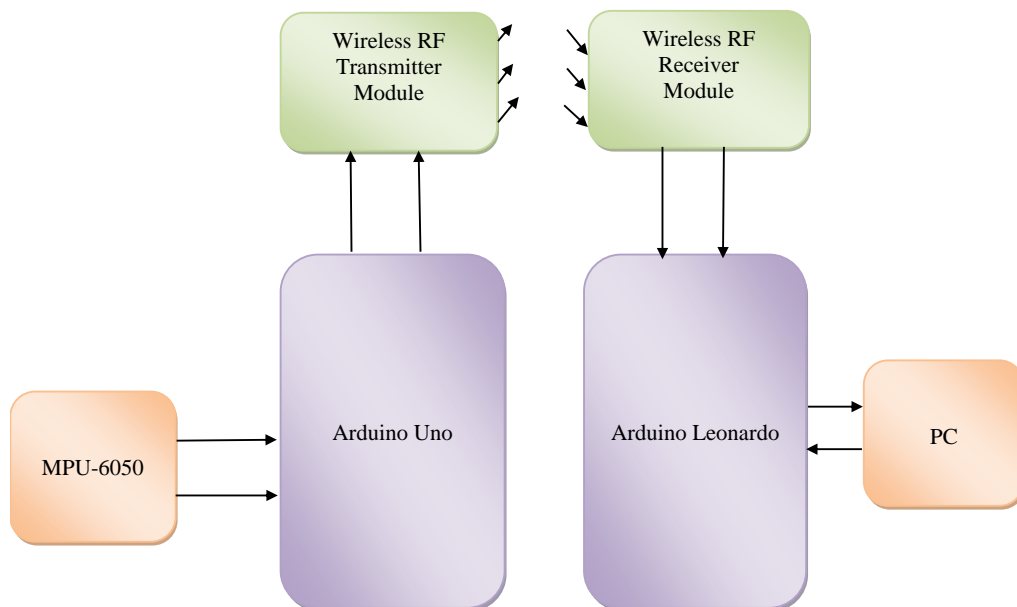 Wireless RF
Transmitter
Module
Wireless RF
Receiver
Module
MPU-6050
Arduino Uno
Arduino Leonardo
PC